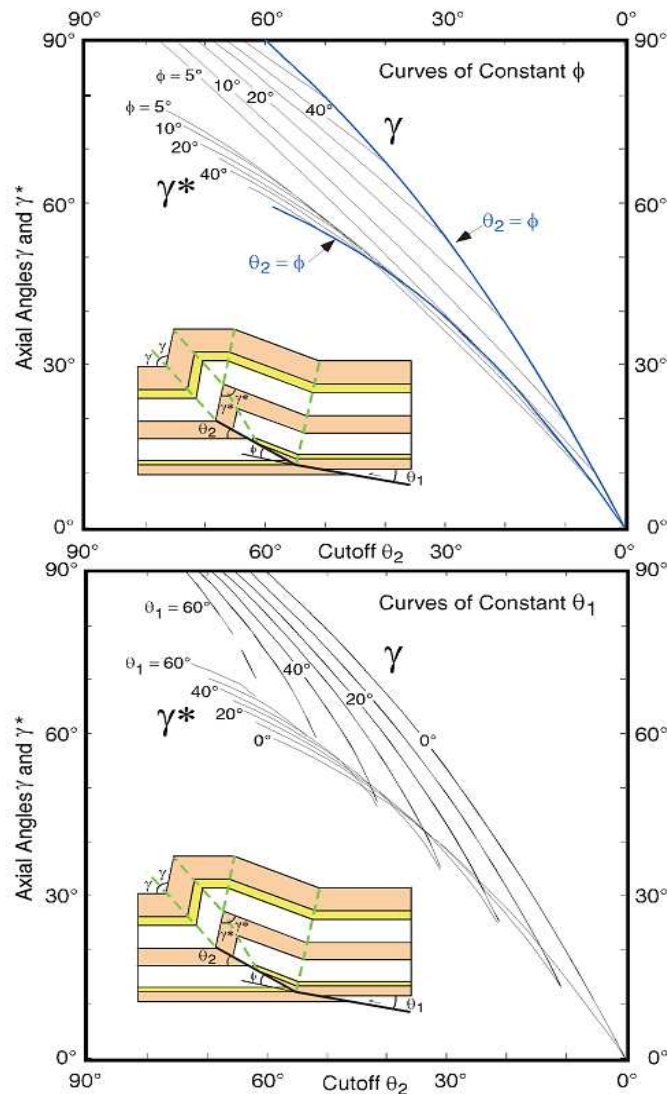 90° 60° 30° 0°
90° 90°
Curves of Constant ϕ
ϕ = 5°
10°
20°
40°
γ
ϕ = 5°
10°
20°
40°
γ*
60° 60°
θ₂ = ϕ
θ₂ = ϕ
Axial Angles γ and γ*
30° 30°
γ γ
γ* γ*
θ₂
ϕ
θ₁
0° 0°
90° 60° Cutoff θ₂ 30° 0°
90° 90°
Curves of Constant θ₁
θ₁ = 60°
γ
θ₁ = 60°
40°
40°
20°
20°
γ*
0°
0°
60° 60°
Axial Angles γ and γ*
30° 30°
γ γ
γ* γ*
θ₂
ϕ
θ₁
0° 0°
90° 60° Cutoff θ₂ 30° 0°